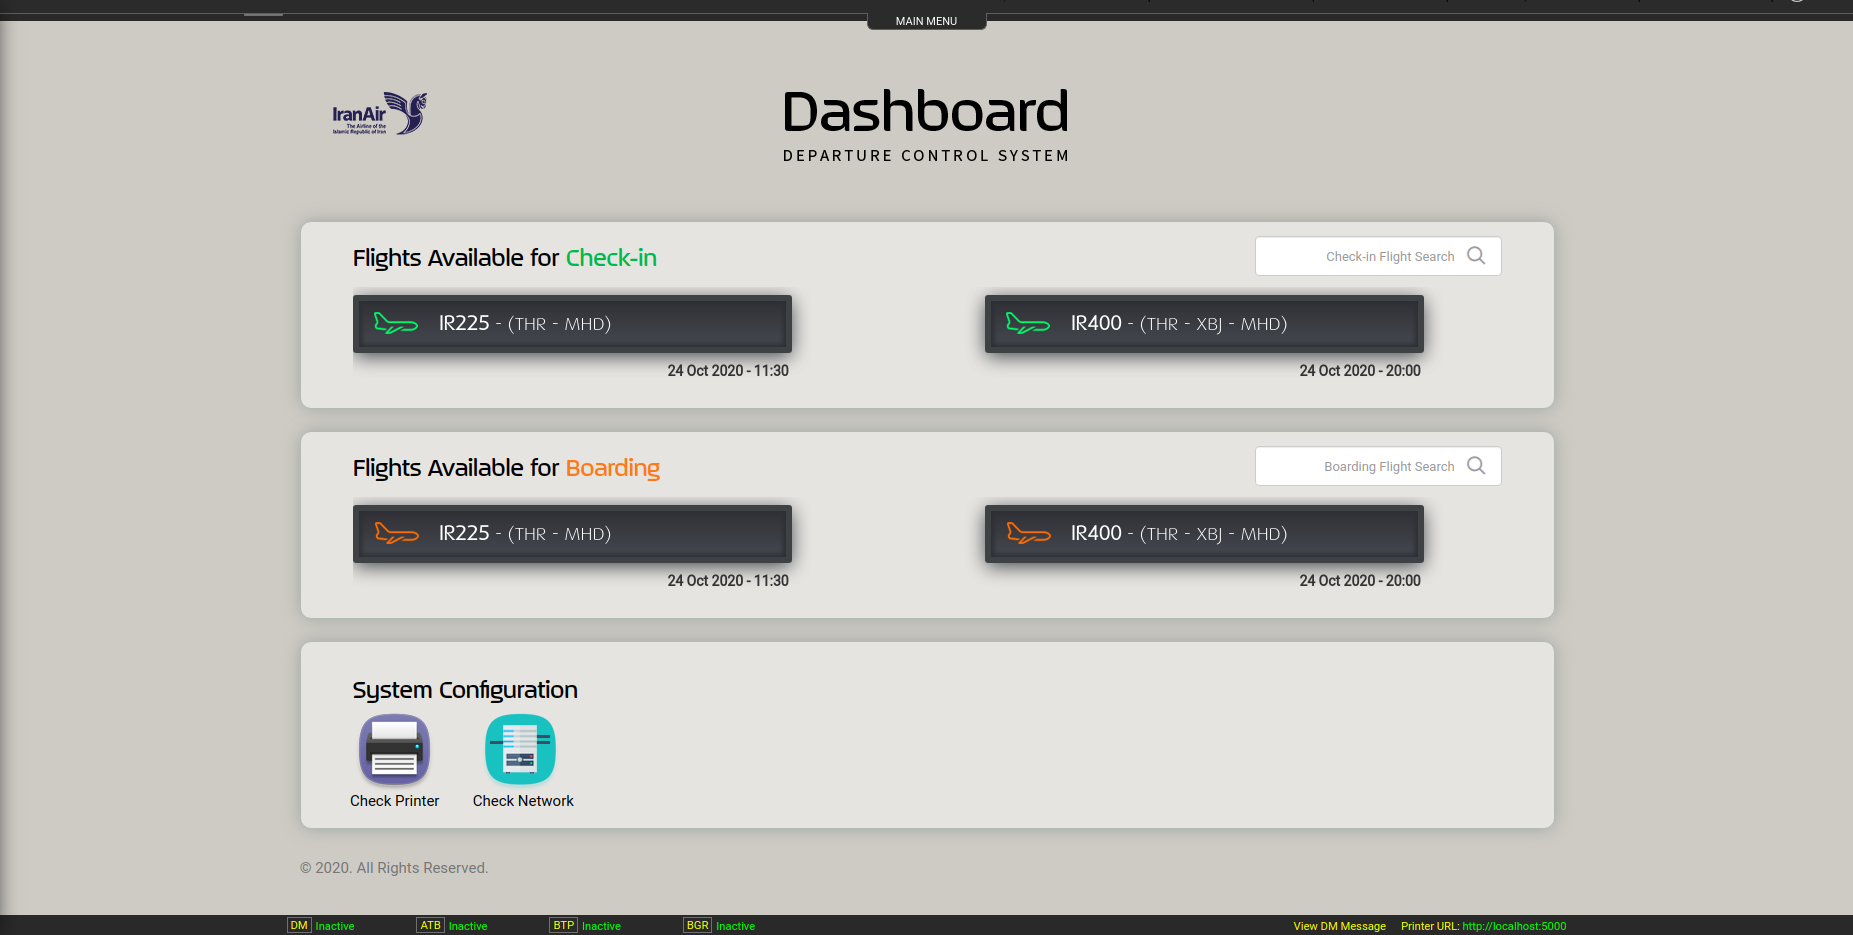 MAIN MENU
IranAir
The Airline of the
Islamic Republic of Iran
Dashboard
DEPARTURE CONTROL SYSTEM
Flights Available for Check-in
Check-in Flight Search
IR225 - (THR - MHD)
24 Oct 2020 - 11:30
IR400 - (THR - XBJ - MHD)
24 Oct 2020 - 20:00
Flights Available for Boarding
Boarding Flight Search
IR225 - (THR - MHD)
24 Oct 2020 - 11:30
IR400 - (THR - XBJ - MHD)
24 Oct 2020 - 20:00
System Configuration
Check Printer
Check Network
© 2020. All Rights Reserved.
DM Inactive ATB Inactive BTP Inactive BGR Inactive View DM Message Printer URL: http://localhost:5000